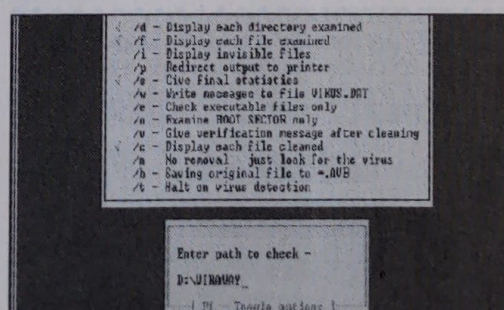 √ /d - Display each directory examined
√ /f - Display each file examined
/i - Display invisible files
/p - Redirect output to printer
√ /s - Give final statistics
/w - Write messages to file VIRUS.DAT
/e - Check executable files only
/n - Examine BOOT SECTOR only
/v - Give verification message after cleaning
√ /c - Display each file cleaned
/m - No removal - just look for the virus
/b - Saving original file to *.AVB
/t - Halt on virus detection
Enter path to check -
D:\VIRAWAY_
- Toggle options